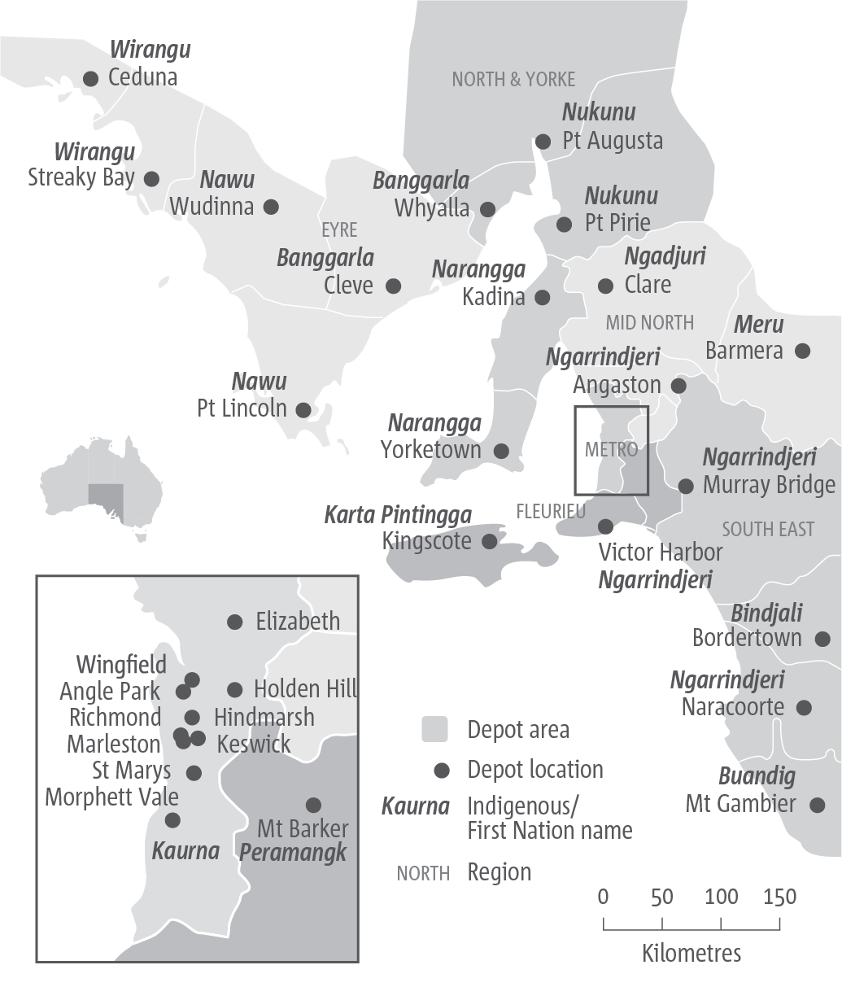 Wirangu
Ceduna
NORTH & YORKE
Nukunu
Pt Augusta
Wirangu
Streaky Bay
Nawu
Wudinna
Banggarla
Whyalla
Nukunu
Pt Pirie
EYRE
Banggarla
Cleve
Narangga
Kadina
Ngadjuri
Clare
MID NORTH
Meru
Barmera
Ngarrindjeri
Angaston
Nawu
Pt Lincoln
Narangga
Yorketown
METRO
Ngarrindjeri
Murray Bridge
Karta Pintingga
Kingscote
FLEURIEU
SOUTH EAST
Victor Harbor
Ngarrindjeri
Bindjali
Bordertown
Ngarrindjeri
Naracoorte
Buandig
Mt Gambier
Elizabeth
Wingfield
Angle Park
Holden Hill
Richmond
Hindmarsh
Marleston
Keswick
St Marys
Morphett Vale
Mt Barker
Kaurna
Peramangk
Depot area
Depot location
Kaurna
Indigenous/
First Nation name
NORTH
Region
0 50 100 150
Kilometres